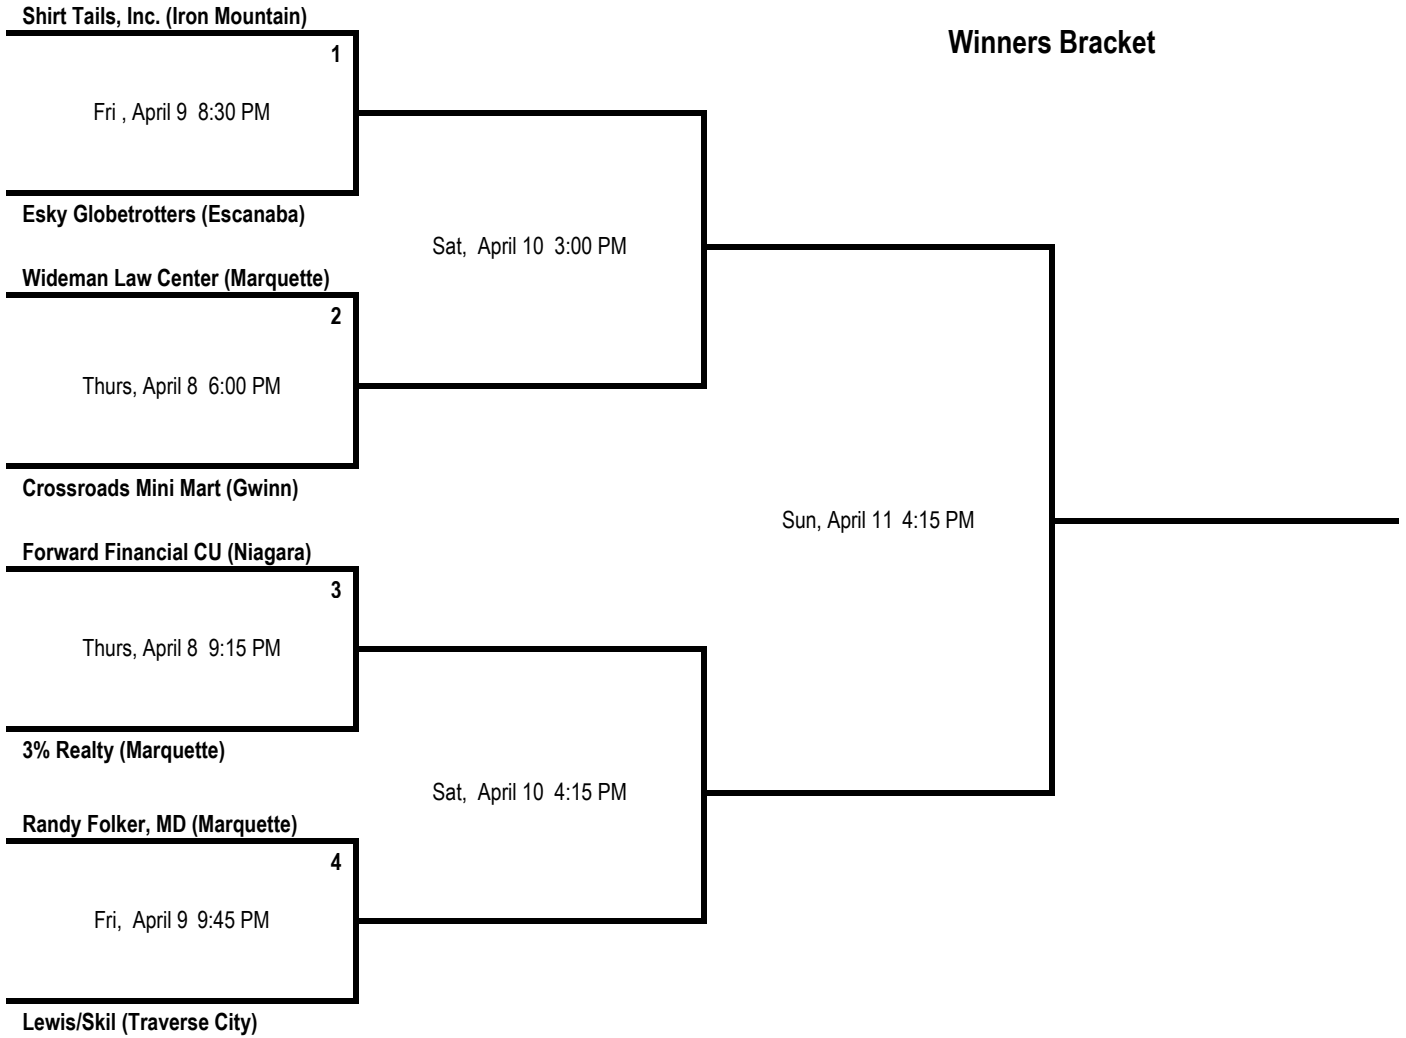 Shirt Tails, Inc. (Iron Mountain)
Winners Bracket
1
Fri , April 9 8:30 PM
Esky Globetrotters (Escanaba)
Sat, April 10 3:00 PM
Wideman Law Center (Marquette)
2
Thurs, April 8 6:00 PM
Crossroads Mini Mart (Gwinn)
Sun, April 11 4:15 PM
Forward Financial CU (Niagara)
3
Thurs, April 8 9:15 PM
3% Realty (Marquette)
Sat, April 10 4:15 PM
Randy Folker, MD (Marquette)
4
Fri, April 9 9:45 PM
Lewis/Skil (Traverse City)